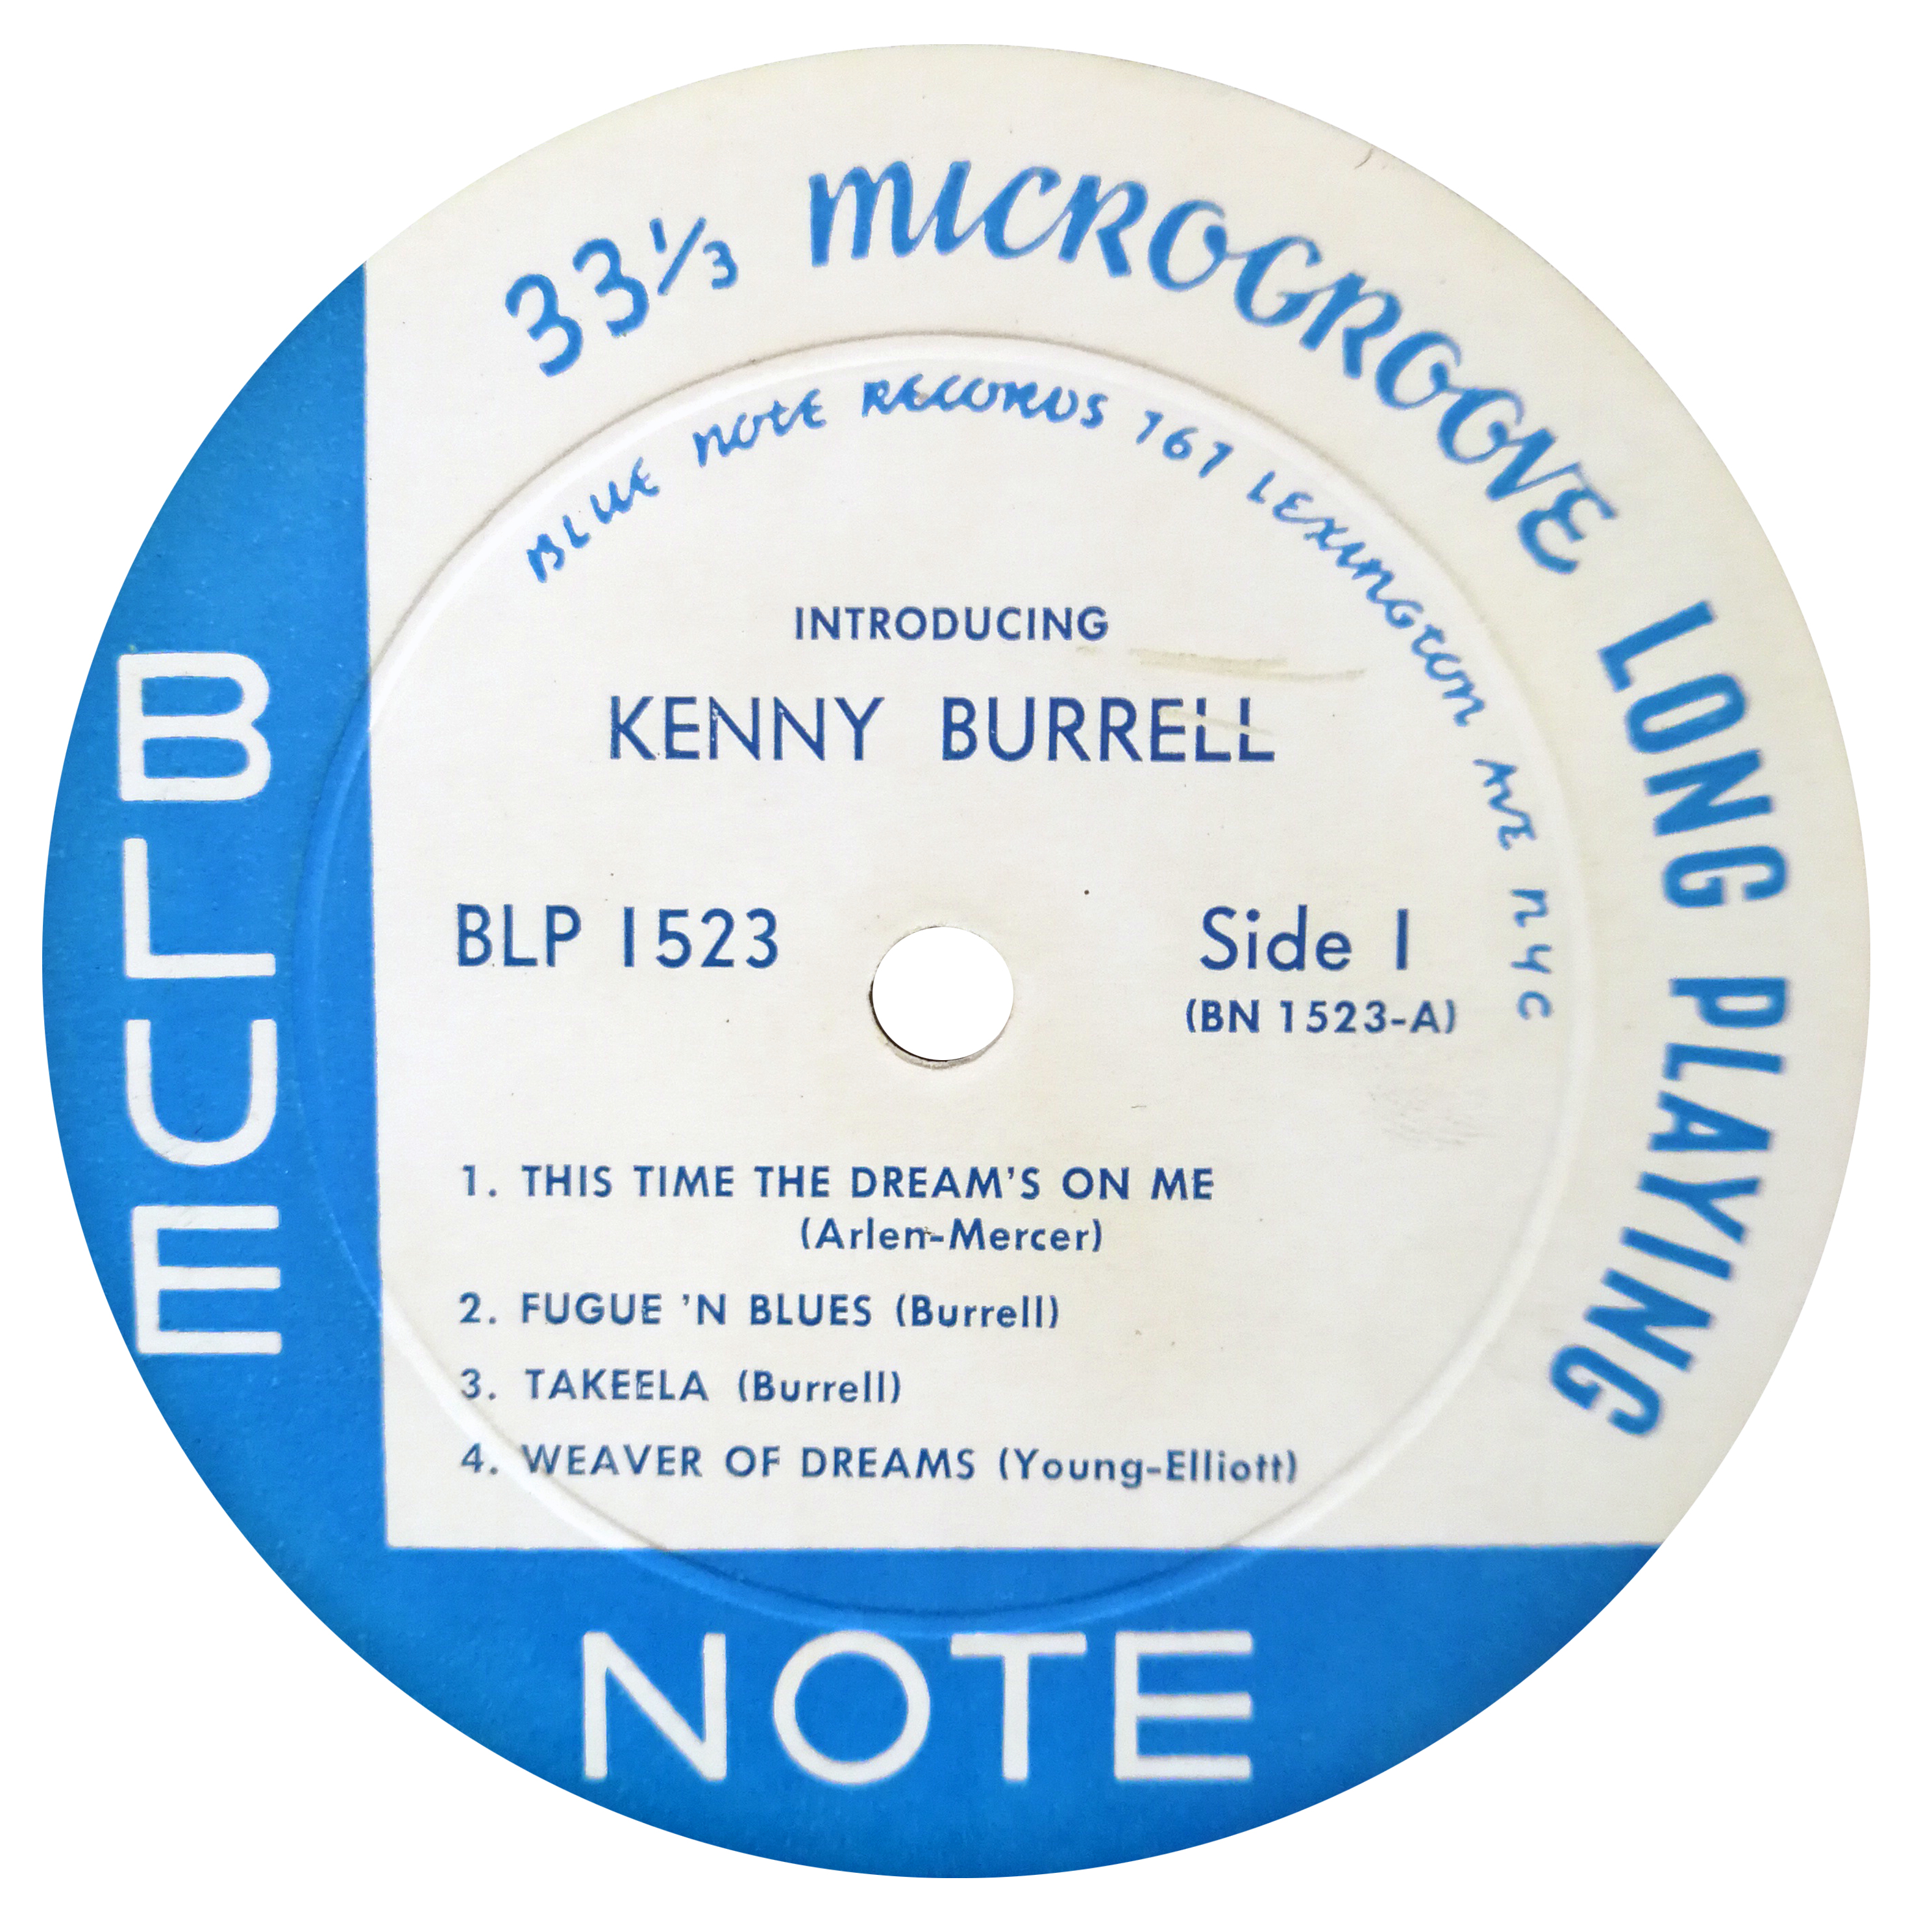 33⅓ MICROGROOVE LONG PLAYING
BLUE NOTE RECORDS 767 LEXINGTON AVE NYC
INTRODUCING
KENNY BURRELL
BLP 1523
Side 1
(BN 1523-A)
1. THIS TIME THE DREAM'S ON ME
(Arlen-Mercer)
2. FUGUE 'N BLUES (Burrell)
3. TAKEELA (Burrell)
4. WEAVER OF DREAMS (Young-Elliott)
BLUE
NOTE